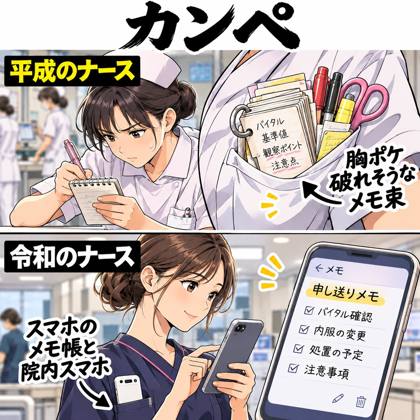 カンペ
平成のナース
バイタル
基準値
・観察ポイント
注意点
胸ポケ
破れそうな
メモ束
令和のナース
スマホの
メモ帳と
院内スマホ
← メモ
申し送りメモ
バイタル確認
内服の変更
処置の予定
注意事項